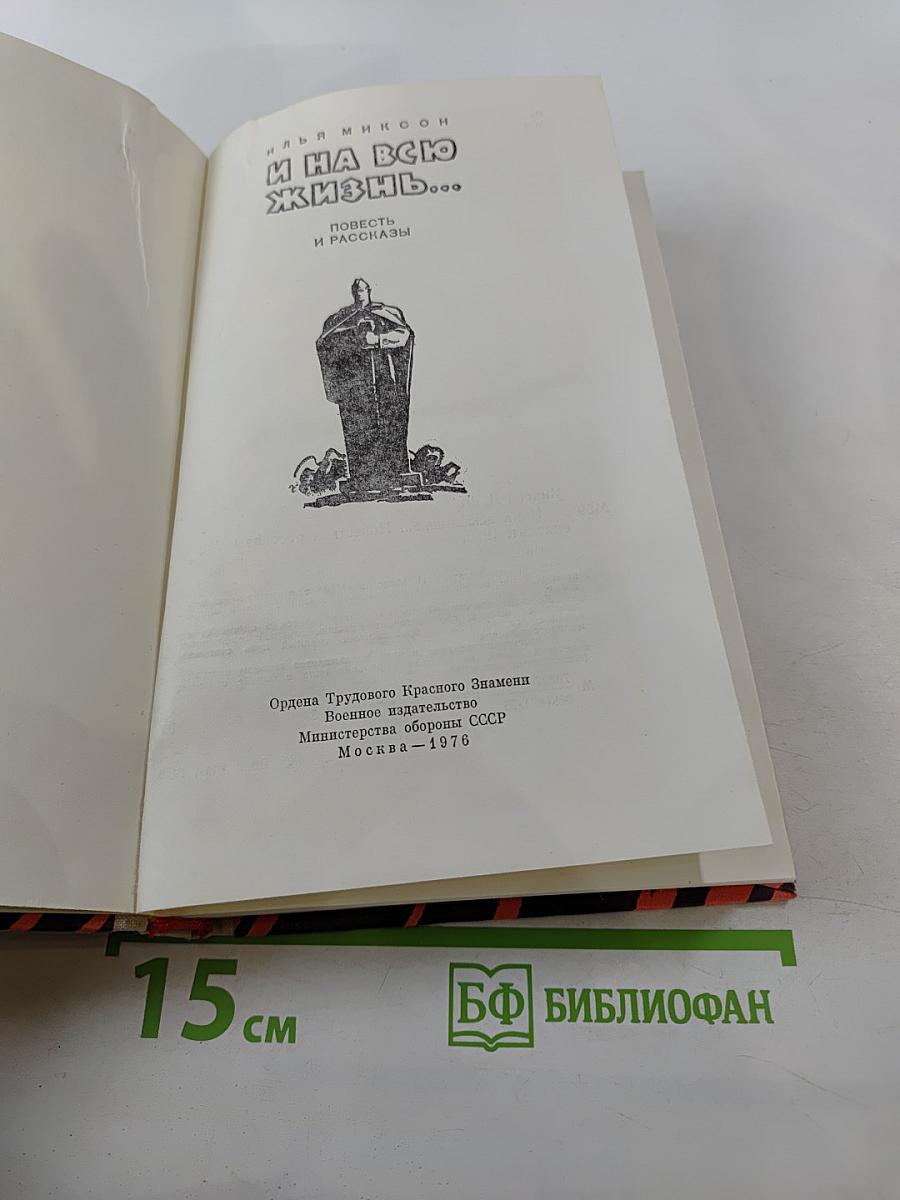 ИЛЬЯ МИКСОН
И НА ВСЮ
ЖИЗНЬ...
ПОВЕСТЬ
И РАССКАЗЫ
Ордена Трудового Красного Знамени
Военное издательство
Министерства обороны СССР
Москва—1976
15 см
БФ БИБЛИОФАН